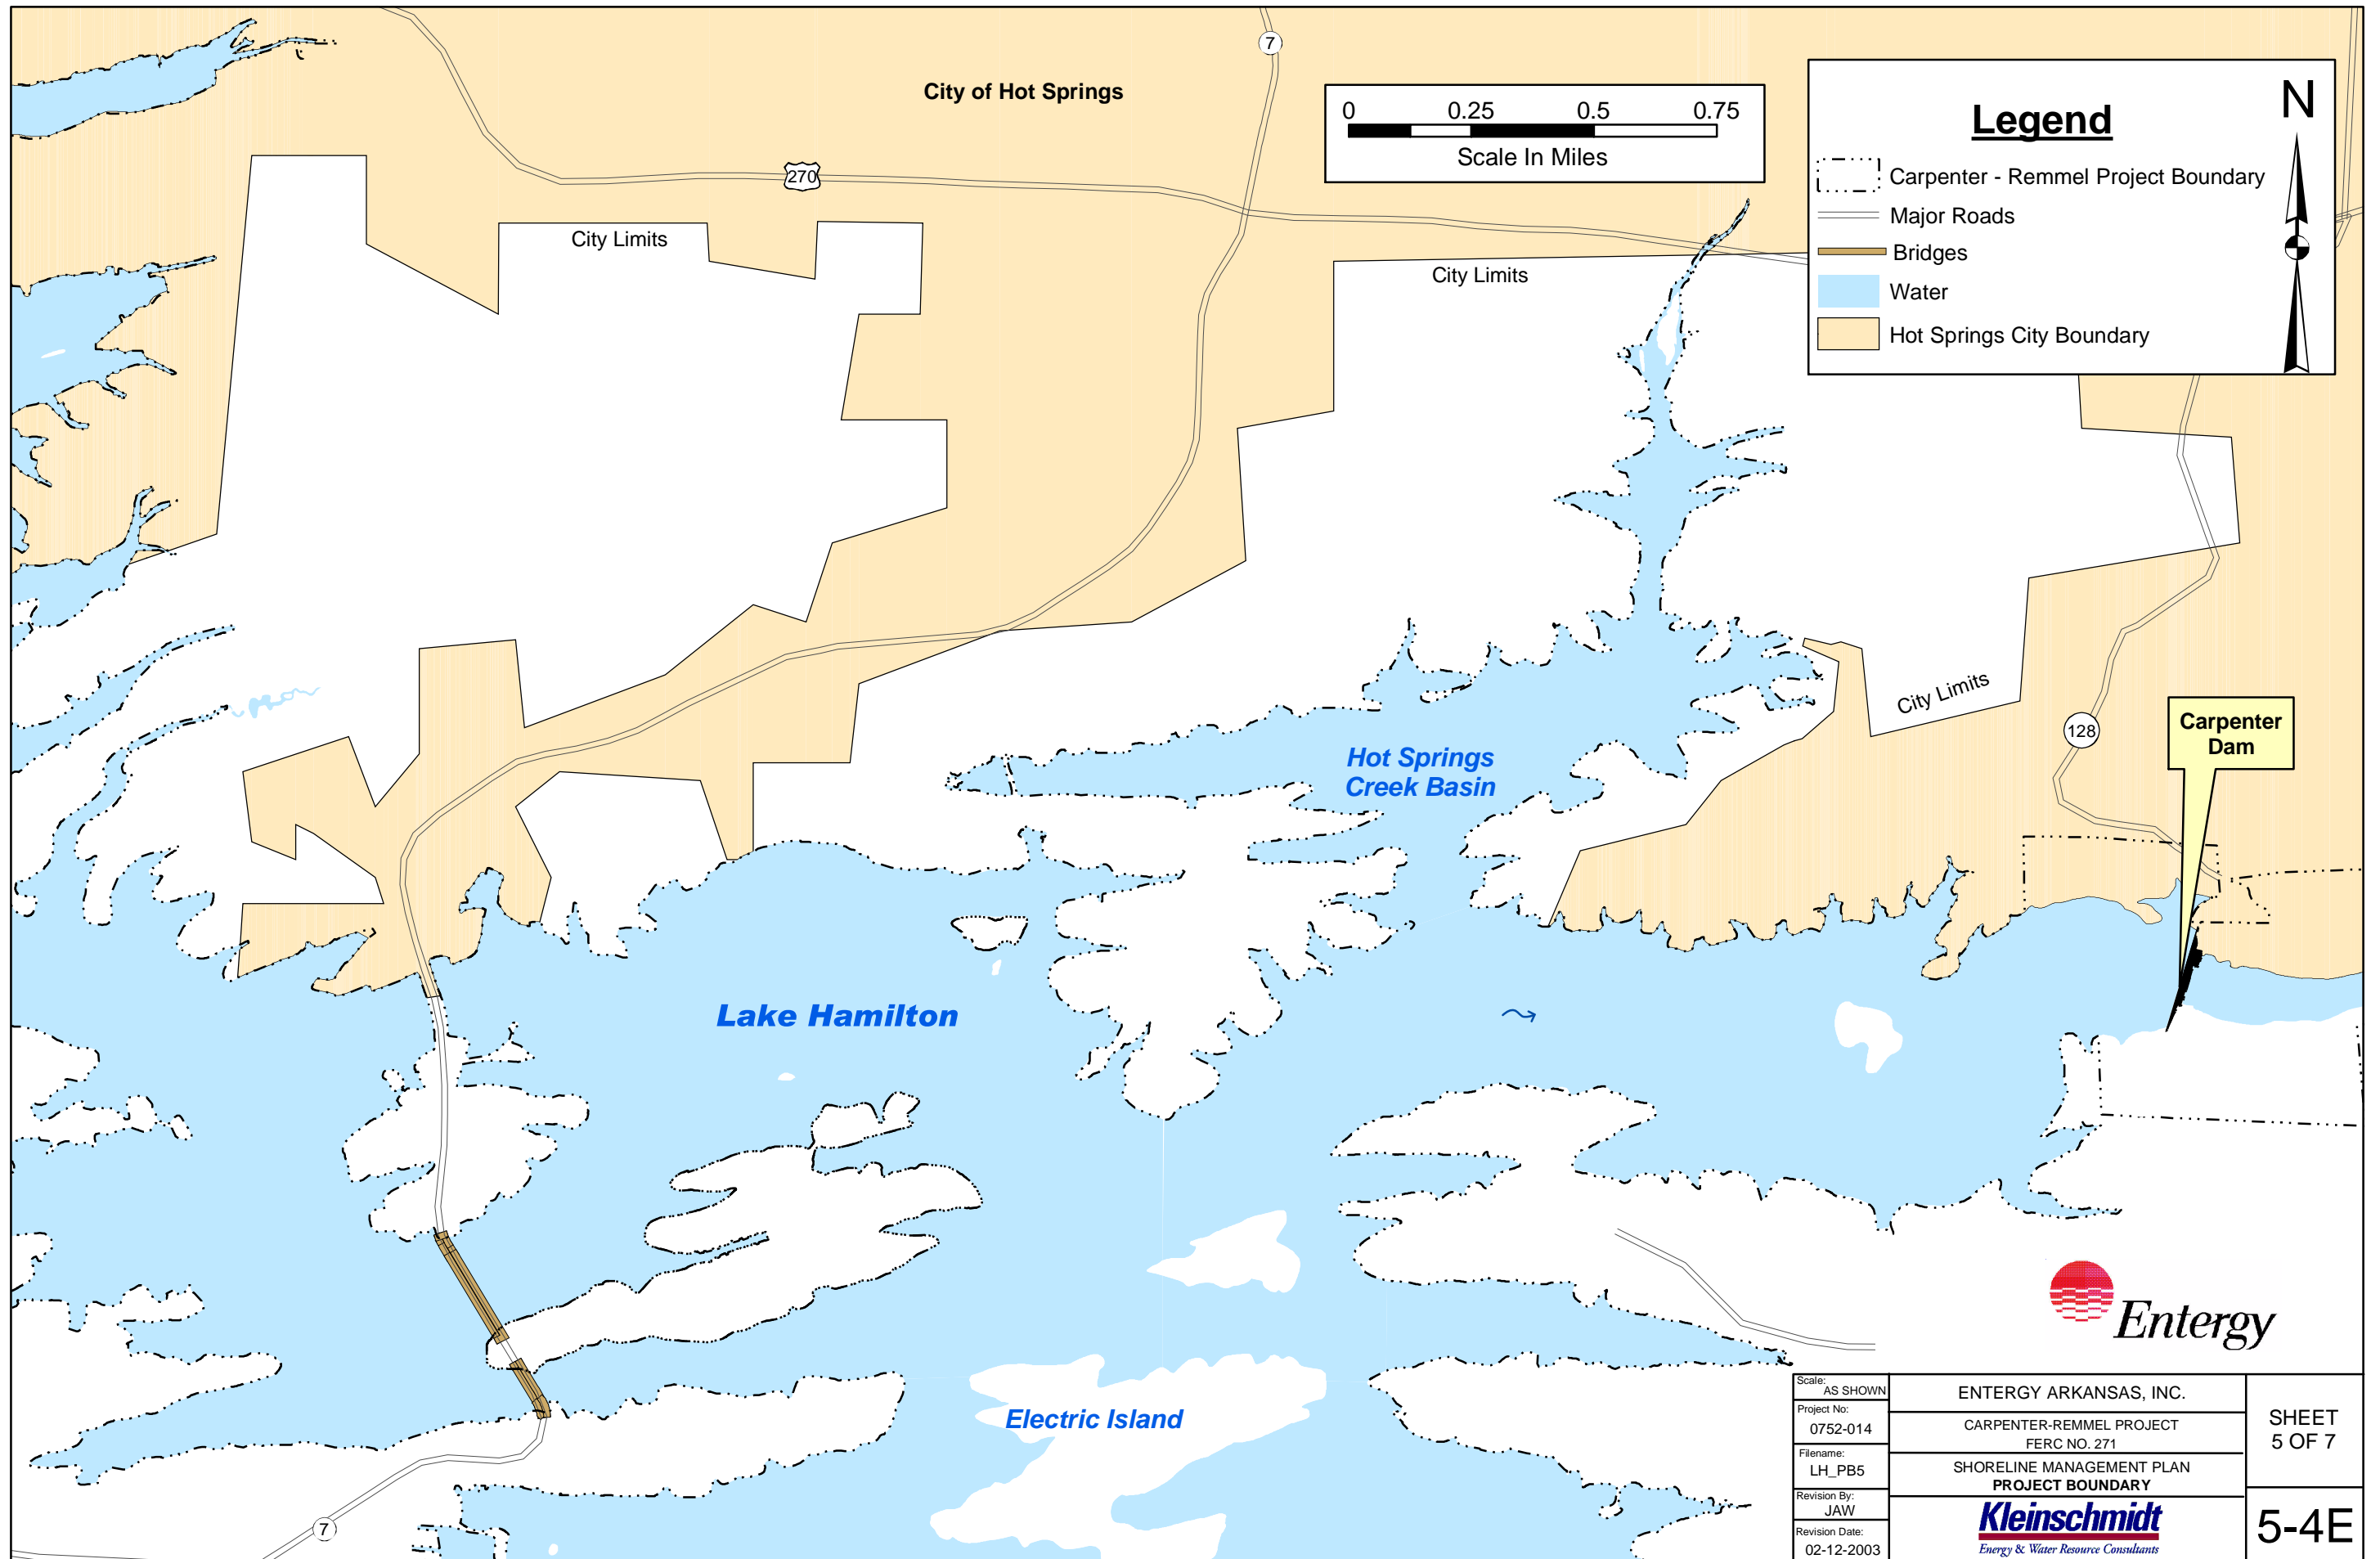 7
City of Hot Springs
0 0.25 0.5 0.75
Scale In Miles
Legend
N
Carpenter - Remmel Project Boundary
Major Roads
Bridges
Water
Hot Springs City Boundary
270
City Limits
City Limits
City Limits
128
Carpenter
Dam
Hot Springs
Creek Basin
Lake Hamilton
Electric Island
7
Entergy
Scale:
AS SHOWN
Project No:
0752-014
Filename:
LH_PB5
Revision By:
JAW
Revision Date:
02-12-2003
ENTERGY ARKANSAS, INC.
CARPENTER-REMMEL PROJECT
FERC NO. 271
SHORELINE MANAGEMENT PLAN
PROJECT BOUNDARY
Kleinschmidt
Energy & Water Resource Consultants
SHEET
5 OF 7
5-4E